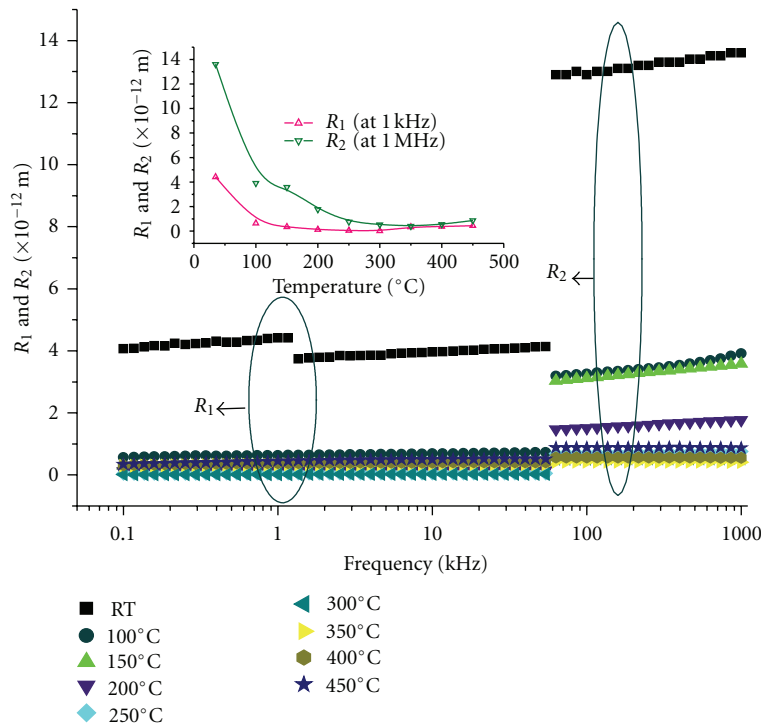 R₁ and R₂ (×10⁻¹² m)
14
12
10
8
6
4
2
0
0.1
1
10
100
1000
Frequency (kHz)
R₁ and R₂ (×10⁻¹² m)
14
12
10
8
6
4
2
0
0
100
200
300
400
500
Temperature (°C)
R₁ (at 1 kHz)
R₂ (at 1 MHz)
R₁
R₂
RT
100°C
150°C
200°C
250°C
300°C
350°C
400°C
450°C